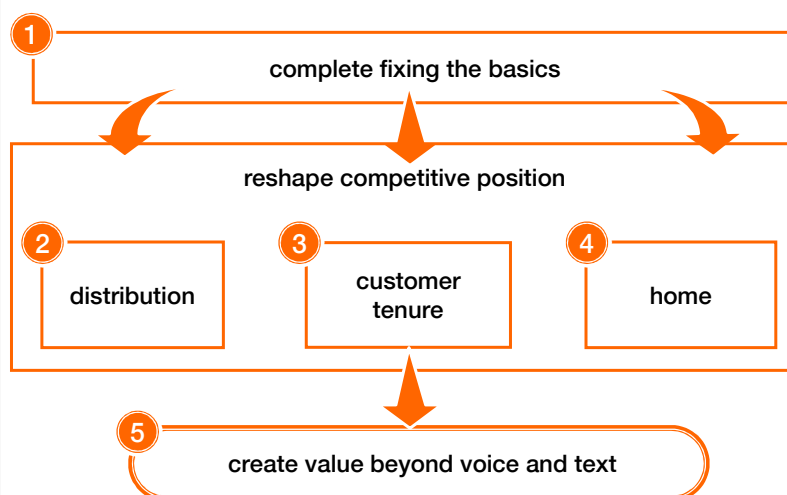 1
complete fixing the basics
reshape competitive position
2
distribution
3
customer
tenure
4
home
5
create value beyond voice and text